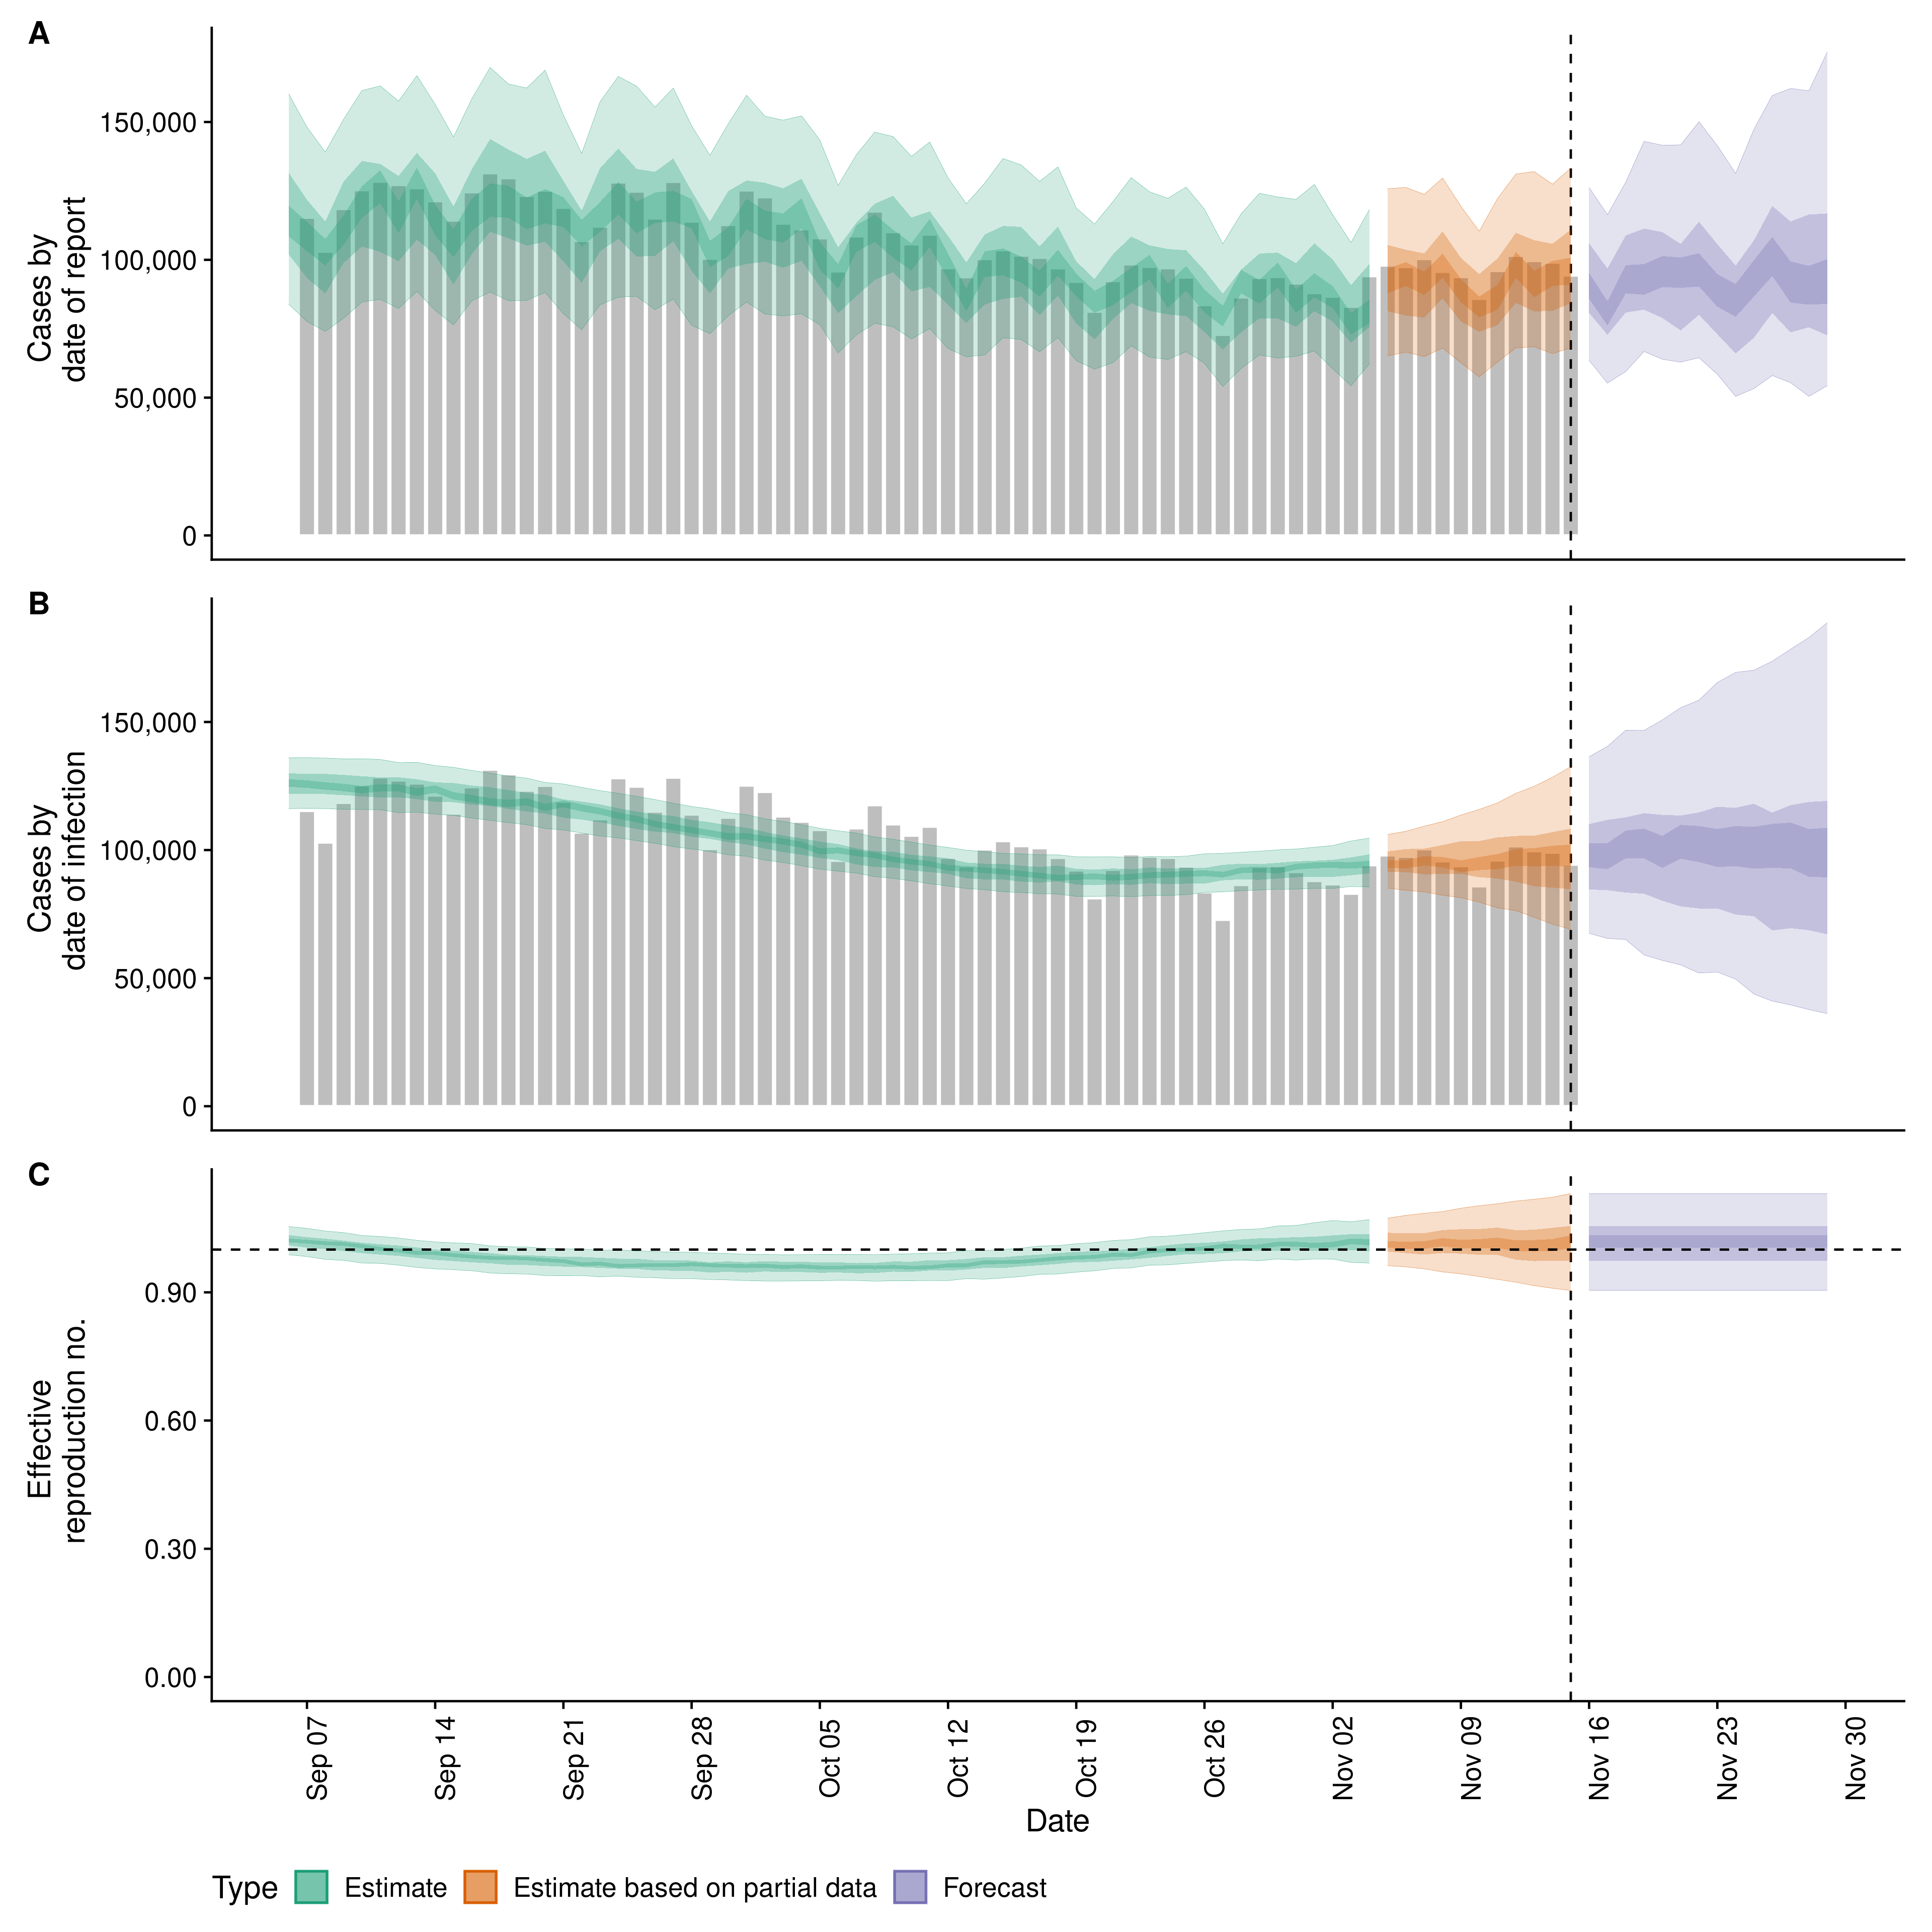 A
Cases by
date of report
150,000
100,000
50,000
0
B
Cases by
date of infection
150,000
100,000
50,000
0
C
Effective
reproduction no.
0.90
0.60
0.30
0.00
Sep 07
Sep 14
Sep 21
Sep 28
Oct 05
Oct 12
Oct 19
Oct 26
Nov 02
Nov 09
Nov 16
Nov 23
Nov 30
Date
Type Estimate Estimate based on partial data Forecast